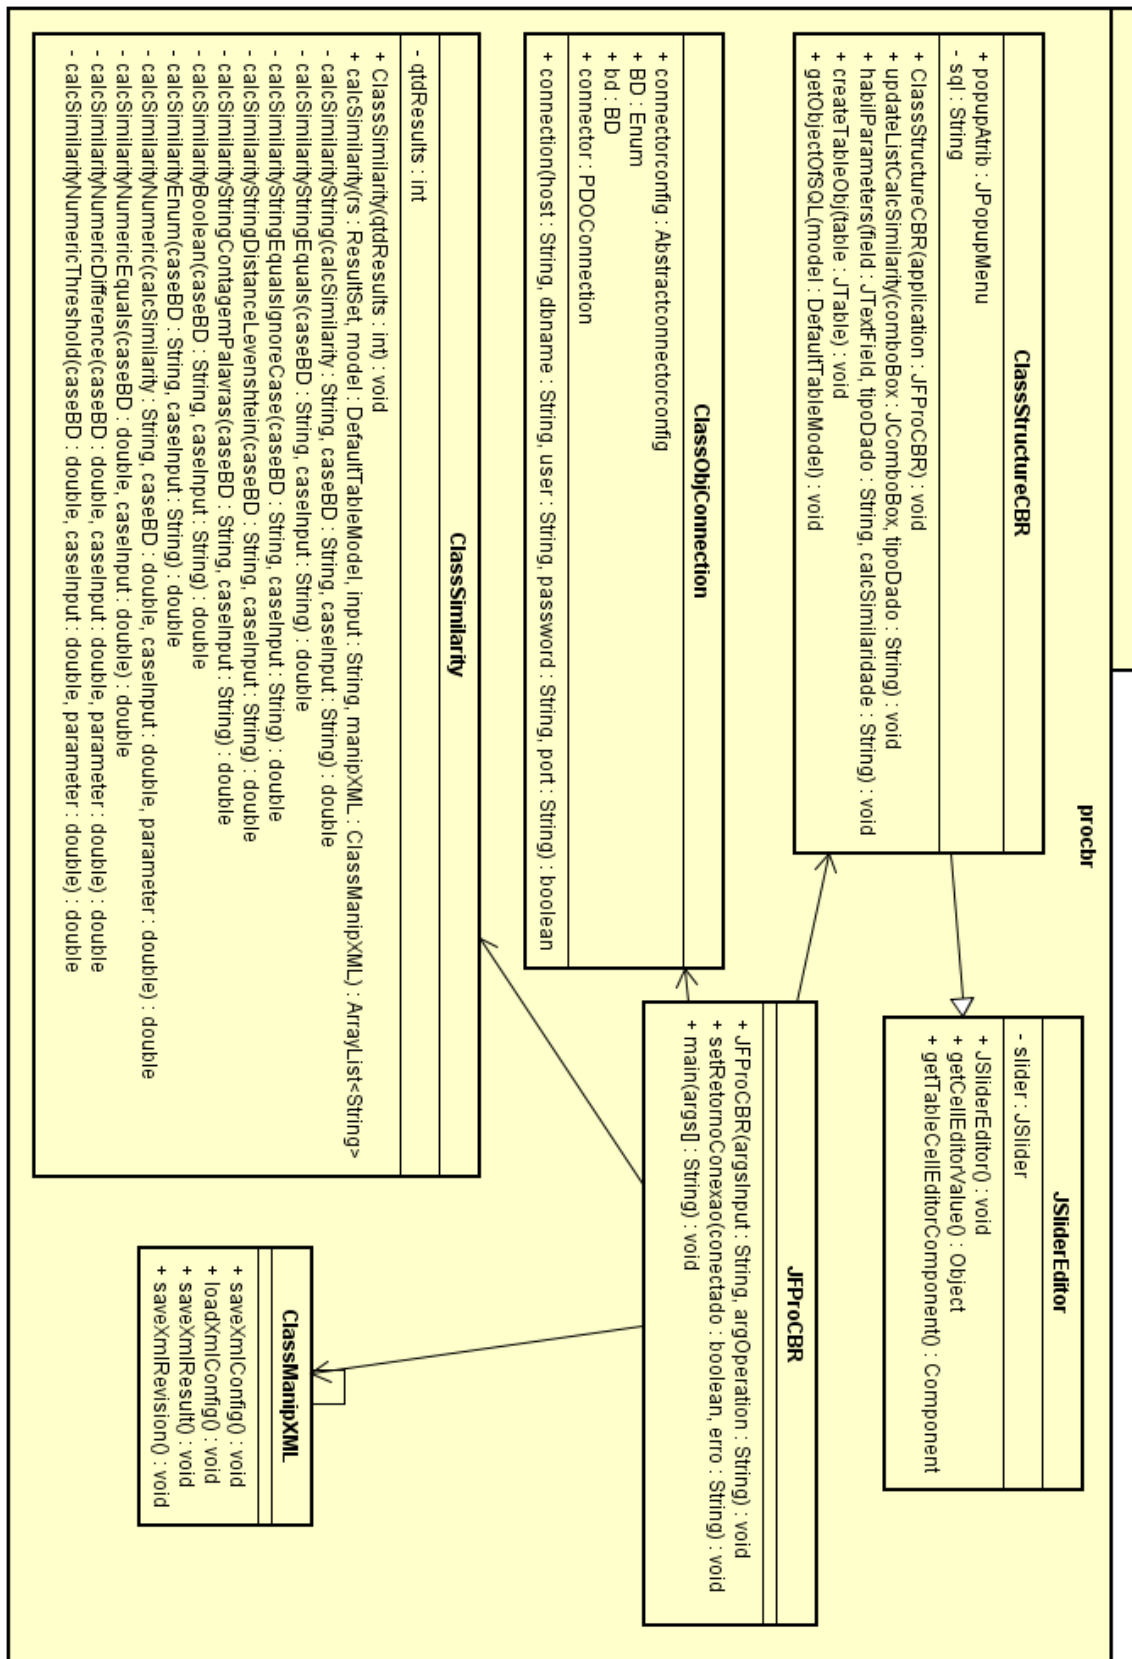 procbr
ClassStructureCBR
+ popupAtrib : JPopupMenu
- sql : String
+ ClassStructureCBR(application : JFProCBR) : void
+ updateListCalcSimilarity(comboBox : JComboBox, tipoDado : String) : void
+ habilParameters(field : JTextField, tipoDado : String, calcSimilaridade : String) : void
+ createTableObj(table : JTable) : void
+ getObjectOfSQL(model : DefaultTableModel) : void
JSliderEditor
- slider : JSlider
+ JSliderEditor() : void
+ getCellEditorValue() : Object
+ getTableCellEditorComponent() : Component
ClassObjConnection
+ connectorconfig : Abstractconnectorconfig
+ BD : Enum
+ bd : BD
+ connector : PDOConnection
+ connection(host : String, dbname : String, user : String, password : String, port : String) : boolean
JFProCBR
+ JFProCBR(argsInput : String, argOperation : String) : void
+ setRetornoConexao(conectado : boolean, erro : String) : void
+ main(args[] : String) : void
ClassSimilarity
- qtdResults : int
+ ClassSimilarity(qtdResults : int) : void
+ calcSimilarity(rs : ResultSet, model : DefaultTableModel, input : String, manipXML : ClassManipXML) : ArrayList<String>
- calcSimilarityString(calcSimilarity : String, caseBD : String, caseInput : String) : double
- calcSimilarityStringEquals(caseBD : String, caseInput : String) : double
- calcSimilarityStringEqualsIgnoreCase(caseBD : String, caseInput : String) : double
- calcSimilarityStringDistanceLevenshtein(caseBD : String, caseInput : String) : double
- calcSimilarityStringContagemPalavras(caseBD : String, caseInput : String) : double
- calcSimilarityBoolean(caseBD : String, caseInput : String) : double
- calcSimilarityEnum(caseBD : String, caseInput : String) : double
- calcSimilarityNumeric(calcSimilarity : String, caseBD : double, caseInput : double, parameter : double) : double
- calcSimilarityNumericEquals(caseBD : double, caseInput : double) : double
- calcSimilarityNumericDifference(caseBD : double, caseInput : double, parameter : double) : double
- calcSimilarityNumericThreshold(caseBD : double, caseInput : double, parameter : double) : double
ClassManipXML
+ saveXmlConfig() : void
+ loadXmlConfig() : void
+ saveXmlResult() : void
+ saveXmlRevision() : void